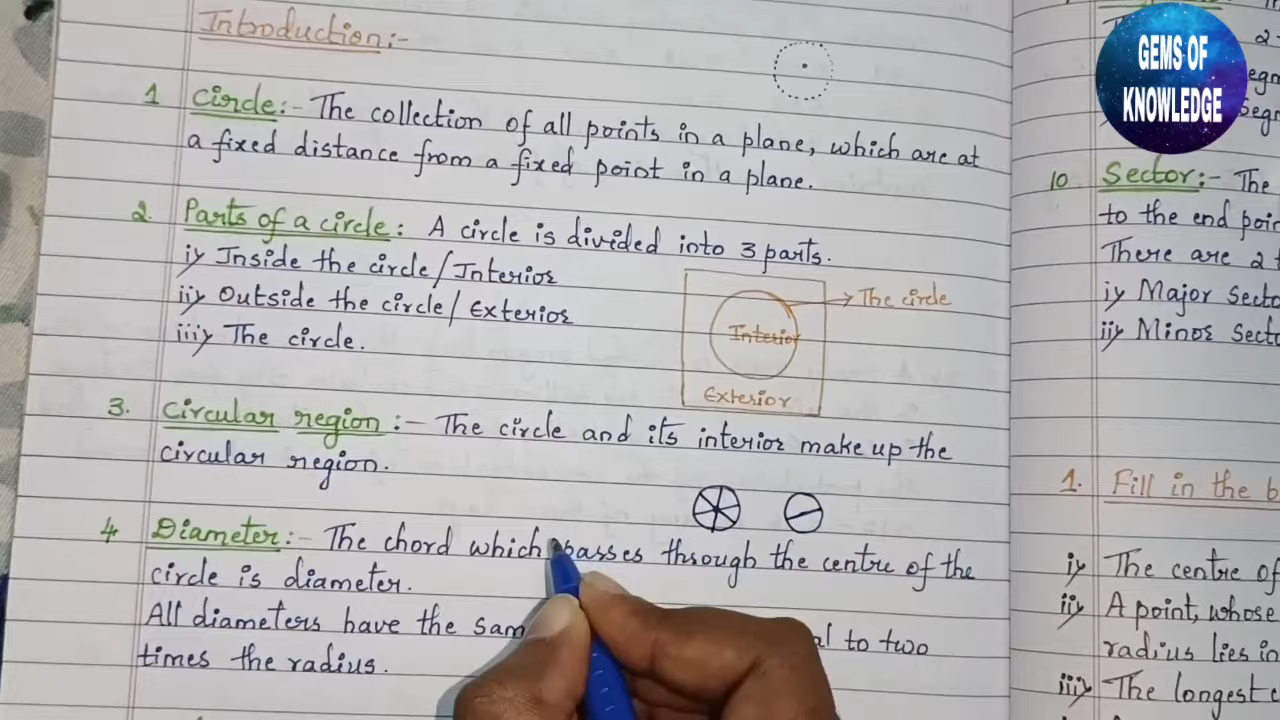 Introduction:-
1 Circle:- The collection of all points in a plane, which are at
a fixed distance from a fixed point in a plane.
2. Parts of a circle: A circle is divided into 3 parts.
i) Inside the circle/Interior
ii) Outside the circle/Exterior
iii) The circle.
The circle
Interior
Exterior
3. Circular region:- The circle and its interior make up the
circular region.
4 Diameter:- The chord which passes through the centre of the
circle is diameter.
All diameters have the sam to two
times the radius.
GEMS OF
KNOWLEDGE
10. Sector:- The
to the end poin
There are 2
i) Major Secto
ii) Minor Secto
1. Fill in the b
i) The centre of
ii) A point, whose
radius lies in
iii) The longest c